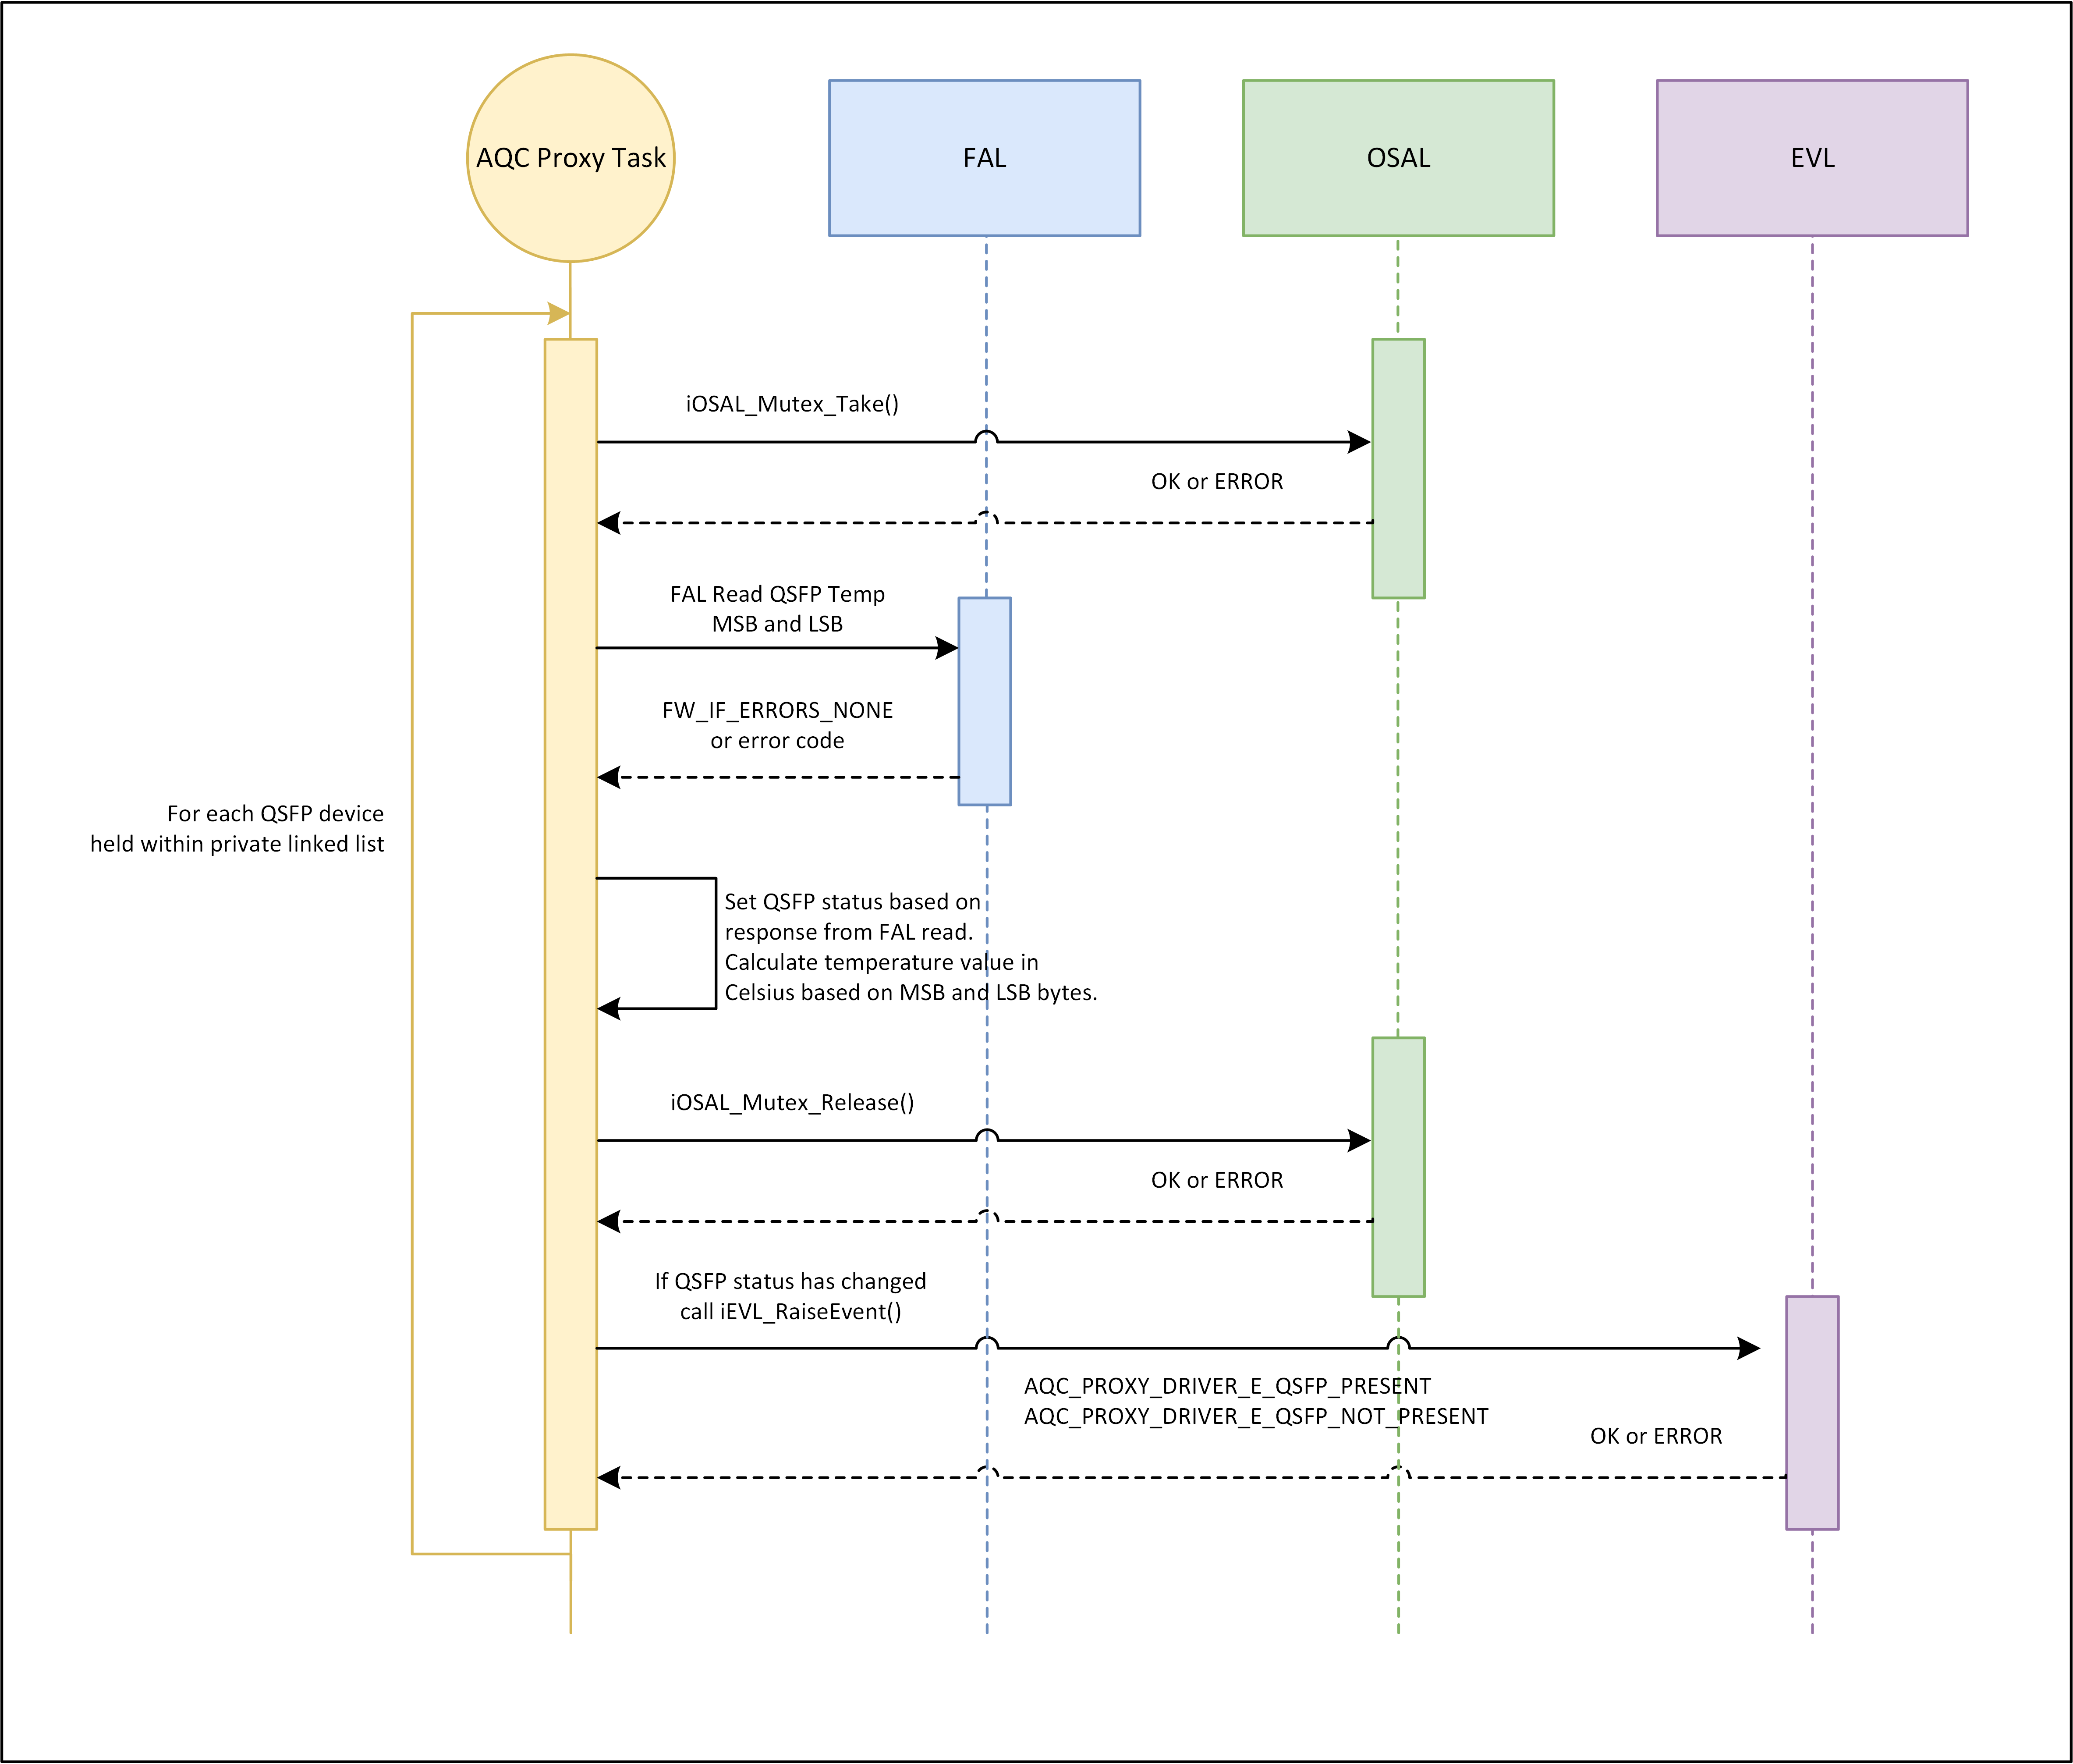 AQC Proxy Task
FAL
OSAL
EVL
iOSAL_Mutex_Take()
OK or ERROR
FAL Read QSFP Temp
MSB and LSB
FW_IF_ERRORS_NONE
or error code
For each QSFP device
held within private linked list
Set QSFP status based on
response from FAL read.
Calculate temperature value in
Celsius based on MSB and LSB bytes.
iOSAL_Mutex_Release()
OK or ERROR
If QSFP status has changed
call iEVL_RaiseEvent()
AQC_PROXY_DRIVER_E_QSFP_PRESENT
AQC_PROXY_DRIVER_E_QSFP_NOT_PRESENT
OK or ERROR